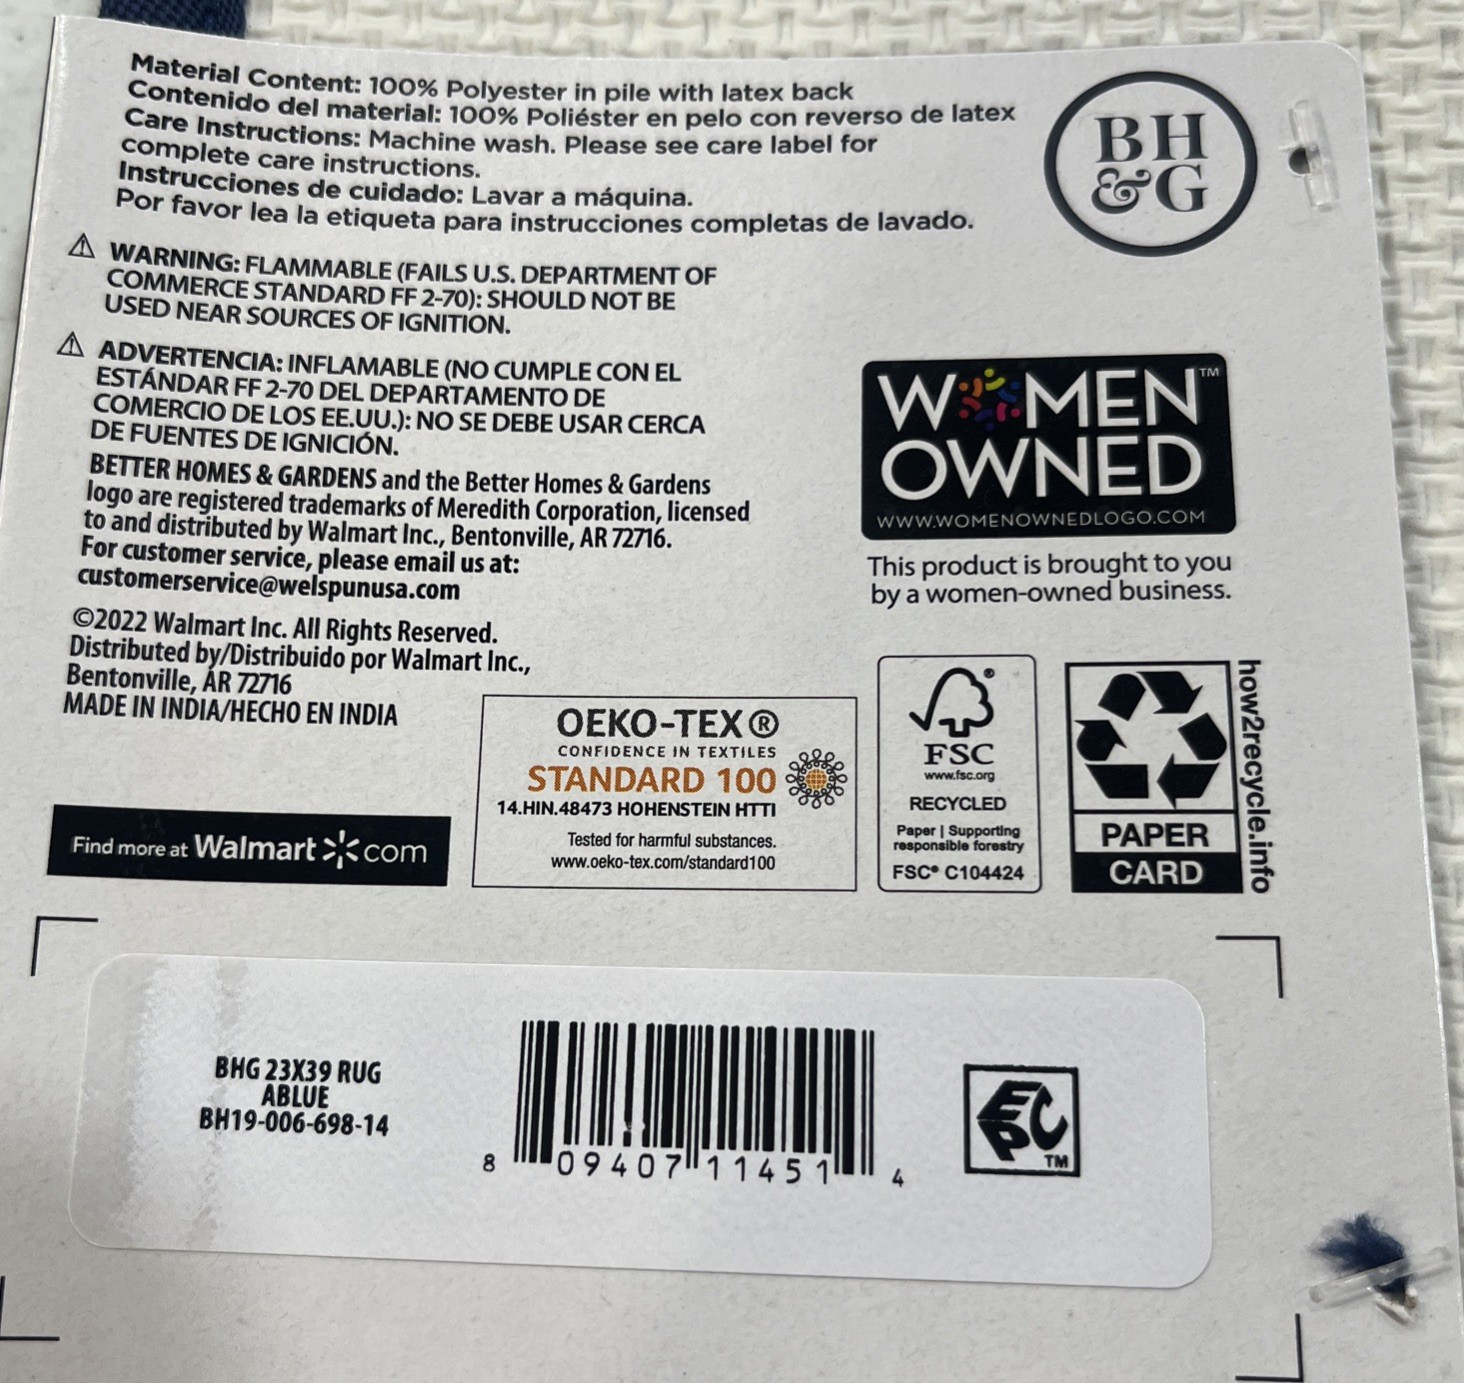 Material Content: 100% Polyester in pile with latex back
Contenido del material: 100% Poliéster en pelo con reverso de latex
Care Instructions: Machine wash. Please see care label for
complete care instructions.
Instrucciones de cuidado: Lavar a máquina.
Por favor lea la etiqueta para instrucciones completas de lavado.
BH
&G
⚠ WARNING: FLAMMABLE (FAILS U.S. DEPARTMENT OF
COMMERCE STANDARD FF 2-70): SHOULD NOT BE
USED NEAR SOURCES OF IGNITION.
⚠ ADVERTENCIA: INFLAMABLE (NO CUMPLE CON EL
ESTÁNDAR FF 2-70 DEL DEPARTAMENTO DE
COMERCIO DE LOS EE.UU.): NO SE DEBE USAR CERCA
DE FUENTES DE IGNICIÓN.
BETTER HOMES & GARDENS and the Better Homes & Gardens
logo are registered trademarks of Meredith Corporation, licensed
to and distributed by Walmart Inc., Bentonville, AR 72716.
For customer service, please email us at:
customerservice@welspunusa.com
©2022 Walmart Inc. All Rights Reserved.
Distributed by/Distribuido por Walmart Inc.,
Bentonville, AR 72716
MADE IN INDIA/HECHO EN INDIA
WOMEN™
OWNED
WWW.WOMENOWNEDLOGO.COM
This product is brought to you
by a women-owned business.
Find more at Walmart com
OEKO-TEX®
CONFIDENCE IN TEXTILES
STANDARD 100
14.HIN.48473 HOHENSTEIN HTTI
Tested for harmful substances.
www.oeko-tex.com/standard100
®
FSC
www.fsc.org
RECYCLED
Paper | Supporting
responsible forestry
FSC® C104424
PAPER
CARD
how2recycle.info
BHG 23X39 RUG
ABLUE
BH19-006-698-14
8 09407 11451 4
EPC
TM